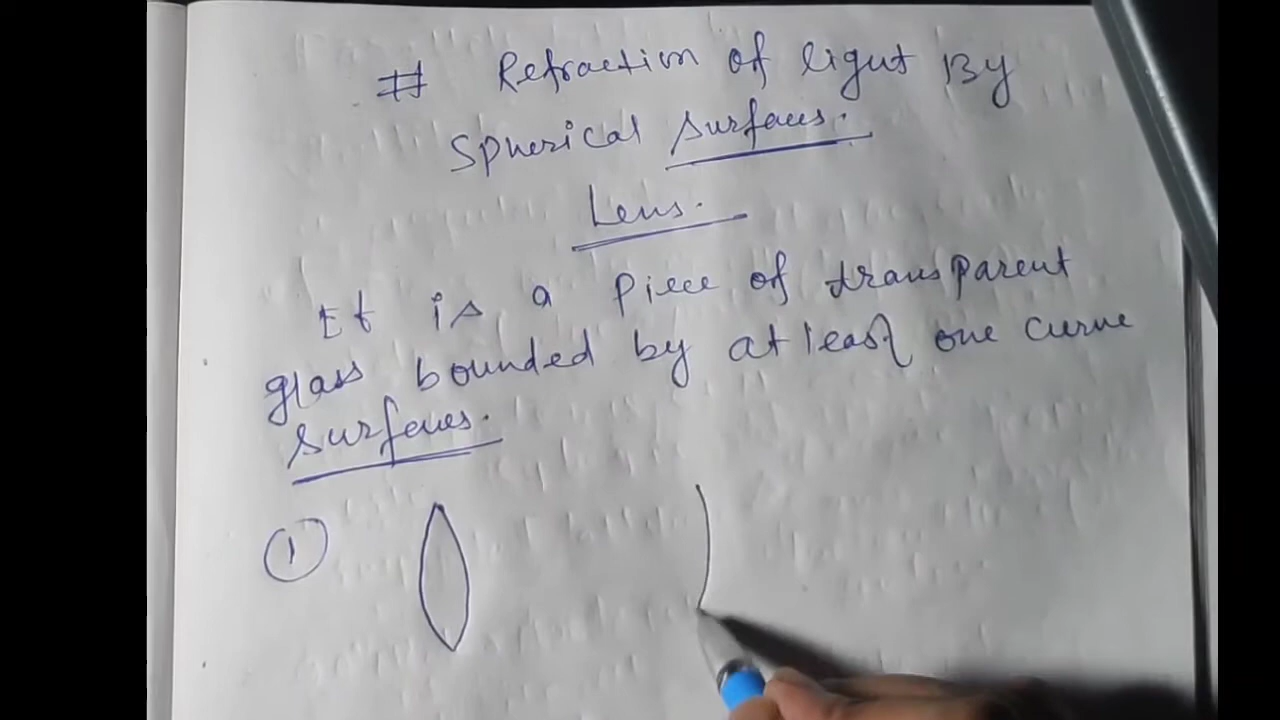 # Refraction of light By
Spherical surfaces.
Lens.
It is a piece of transparent
glass bounded by at least one curve
surfaces.
1